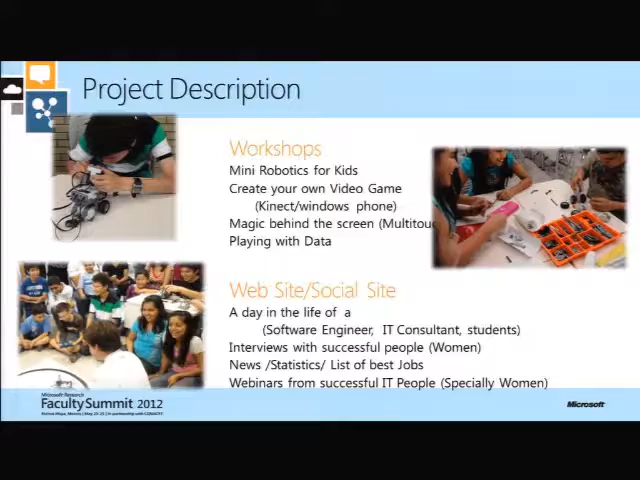 Project Description
Workshops
Mini Robotics for Kids
Create your own Video Game
(Kinect/windows phone)
Magic behind the screen (Multitouc
Playing with Data
Web Site/Social Site
A day in the life of a
(Software Engineer, IT Consultant, students)
Interviews with successful people (Women)
News /Statistics/ List of best Jobs
Webinars from successful IT People (Specially Women)
Microsoft Research
FacultySummit 2012
Microsoft